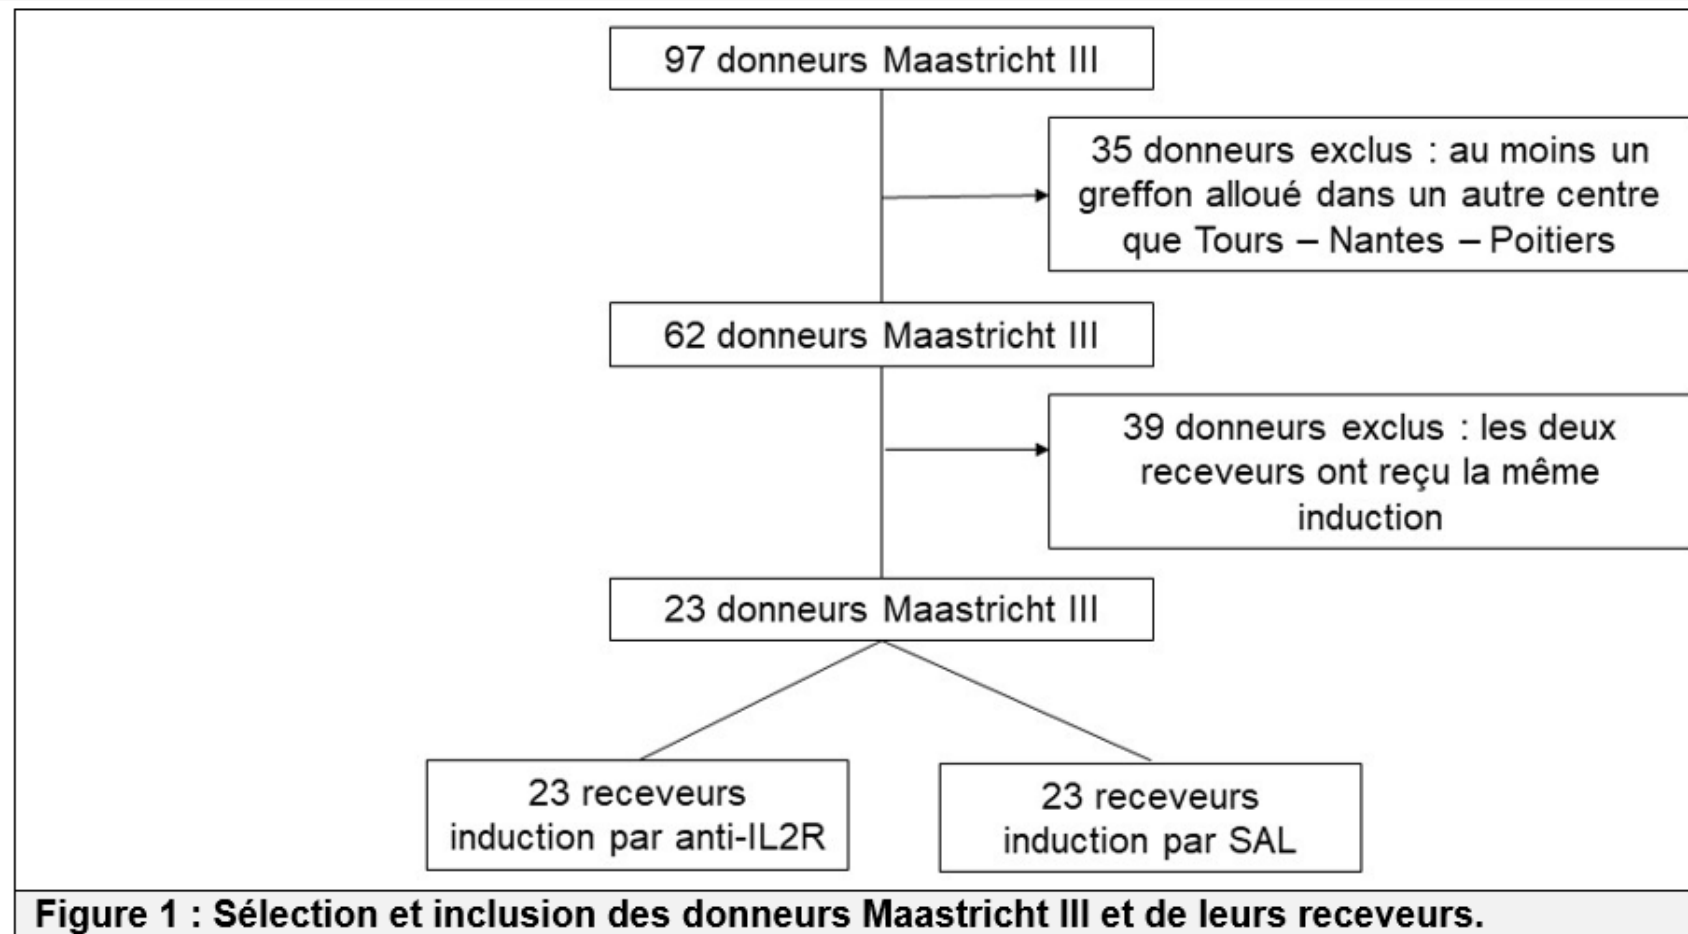 97 donneurs Maastricht III
35 donneurs exclus : au moins un
greffon alloué dans un autre centre
que Tours – Nantes – Poitiers
62 donneurs Maastricht III
39 donneurs exclus : les deux
receveurs ont reçu la même
induction
23 donneurs Maastricht III
23 receveurs
induction par anti-IL2R
23 receveurs
induction par SAL
Figure 1 : Sélection et inclusion des donneurs Maastricht III et de leurs receveurs.